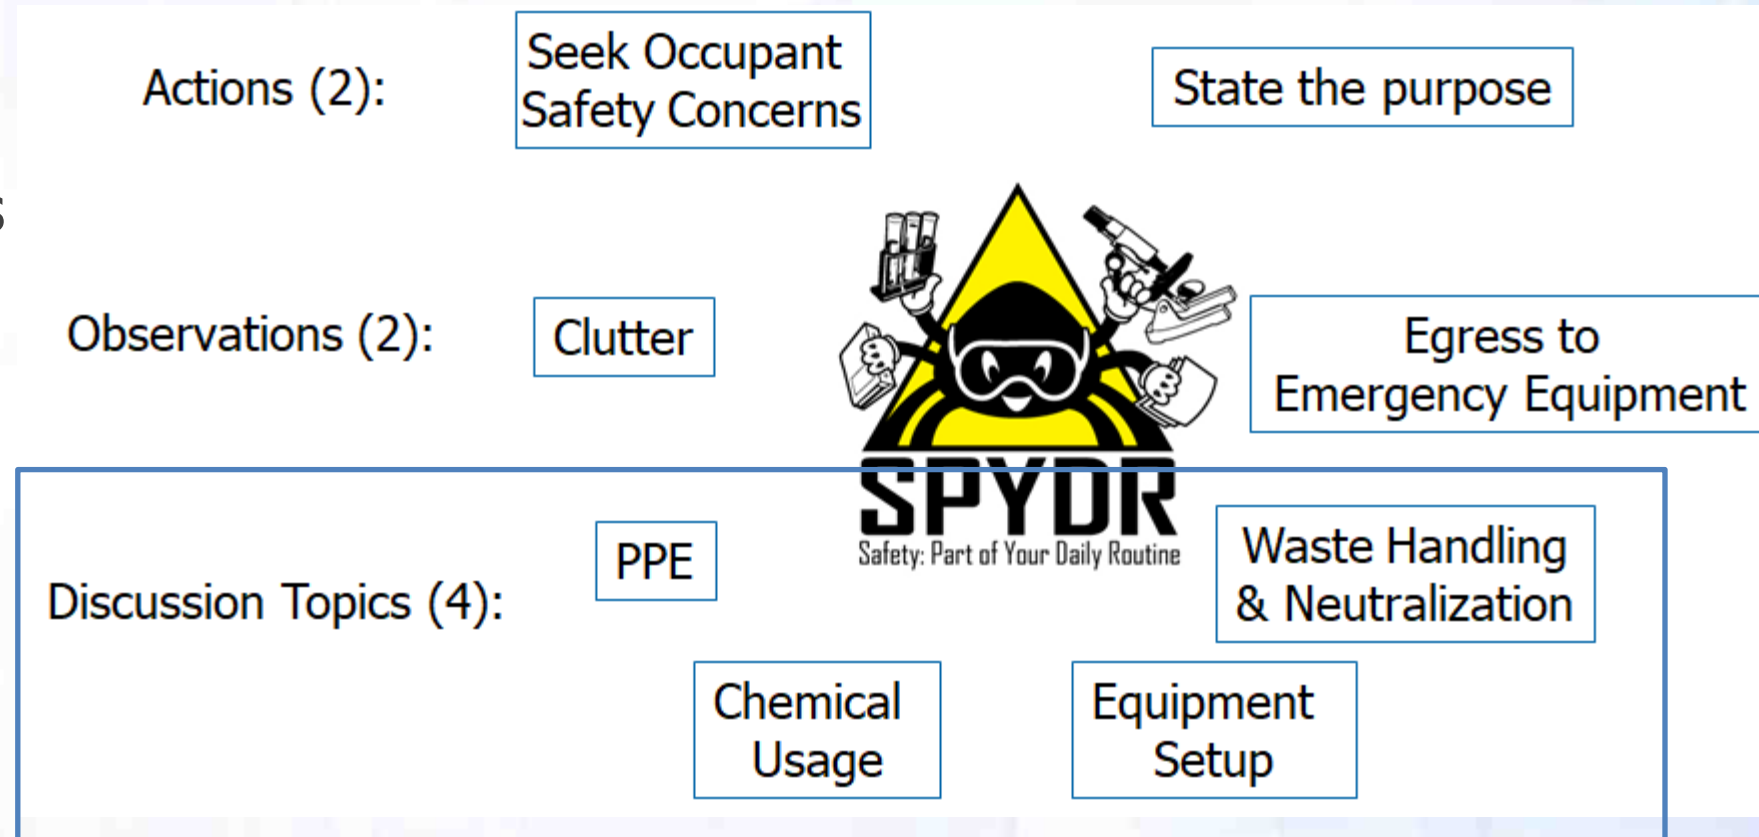 Actions (2):
Seek Occupant
Safety Concerns
State the purpose
s
Observations (2):
Clutter
Egress to
Emergency Equipment
SPYDR
Safety: Part of Your Daily Routine
Discussion Topics (4):
PPE
Waste Handling
& Neutralization
Chemical
Usage
Equipment
Setup